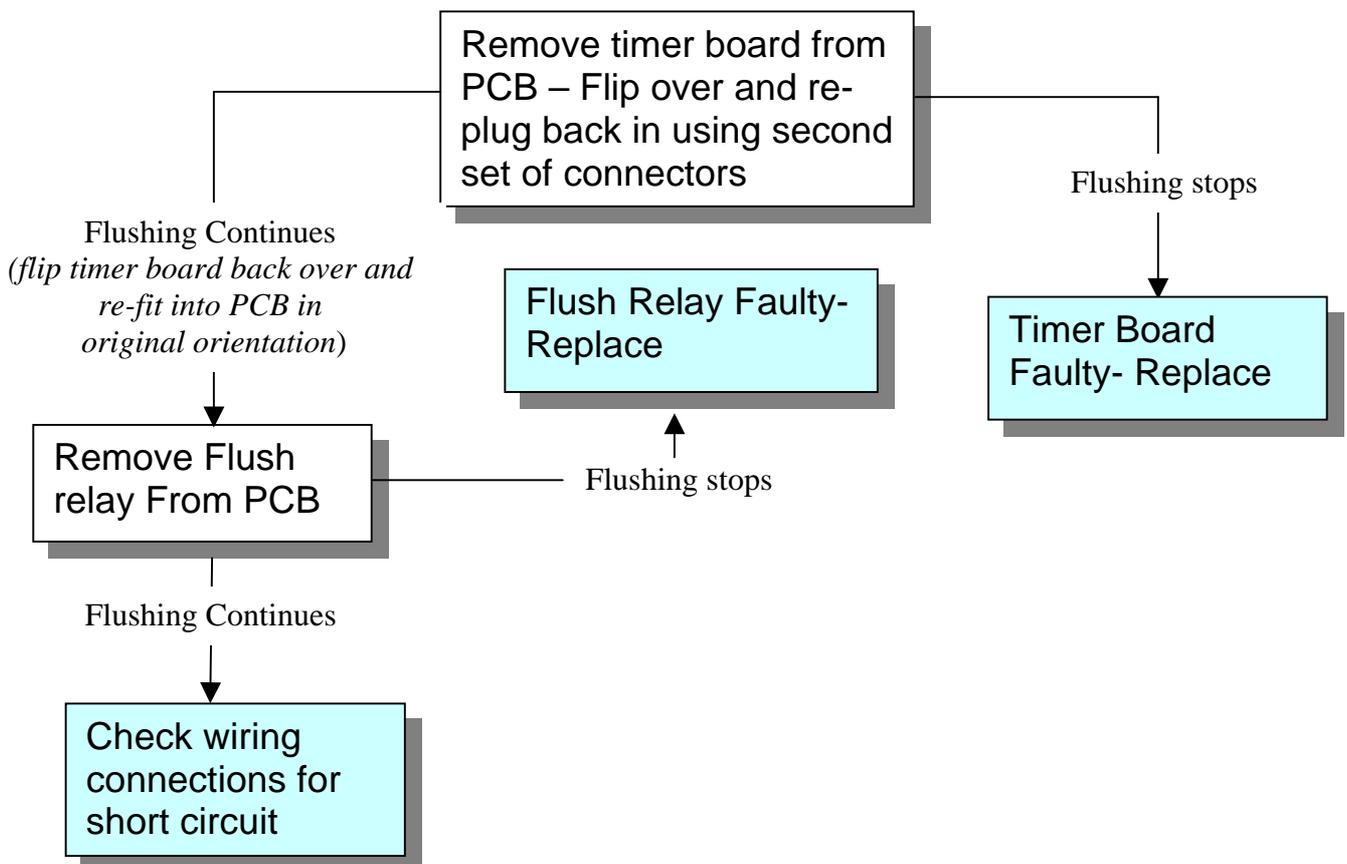 Remove timer board from
PCB – Flip over and re-
plug back in using second
set of connectors
Flushing stops
Flushing Continues
(flip timer board back over and
re-fit into PCB in
original orientation)
Flush Relay Faulty-
Replace
Timer Board
Faulty- Replace
Remove Flush
relay From PCB
Flushing stops
Flushing Continues
Check wiring
connections for
short circuit